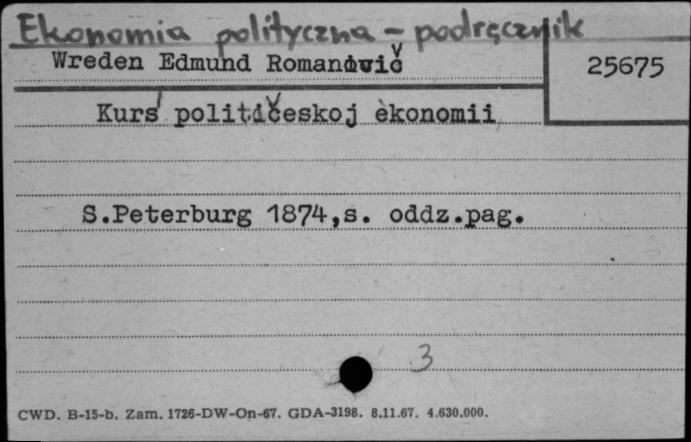 Ekonomia polityczna – podręcznik
Wreden Edmund Romanovič
25675
Kurs' političeskoj èkonomii
S.Peterburg 1874,s. oddz.pag.
3
CWD. B-15-b. Zam. 1726-DW-On-67. GDA-3198. 8.11.67. 4.630.000.